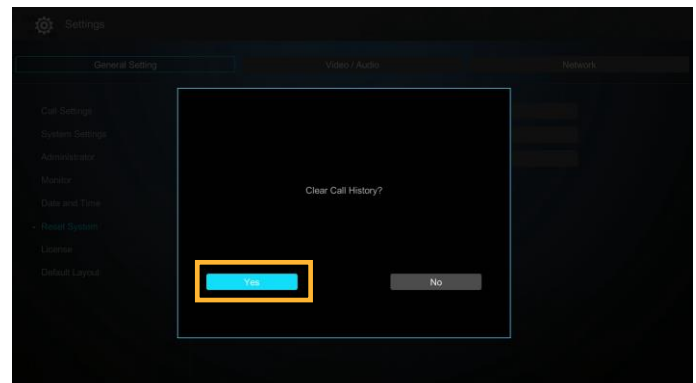 Settings
General Setting
Video / Audio
Network
Call Settings
System Settings
Administrator
Monitor
Date and Time
Reset System
License
Default Layout
Clear Call History?
Yes
No